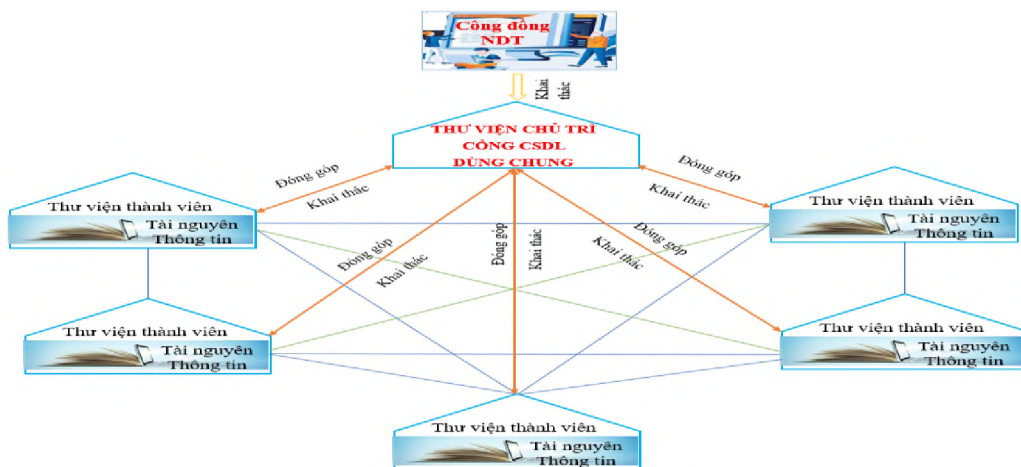 Công đồng
NDT
Khai
thác
THƯ VIỆN CHỦ TRÌ
CỔNG CSDL
DÙNG CHUNG
Đóng góp
Khai thác
Đóng góp
Khai thác
Thư viện thành viên
Tài nguyên
Thông tin
Thư viện thành viên
Tài nguyên
Thông tin
Đóng góp
Khai thác
Đóng góp
Khai thác
Đóng góp
Khai thác
Thư viện thành viên
Tài nguyên
Thông tin
Thư viện thành viên
Tài nguyên
Thông tin
Thư viện thành viên
Tài nguyên
Thông tin